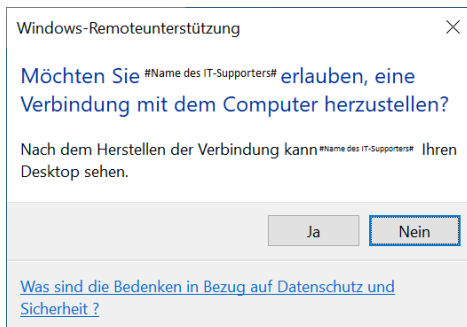 Windows-Remoteunterstützung
Möchten Sie #Name des IT-Supporters# erlauben, eine
Verbindung mit dem Computer herzustellen?
Nach dem Herstellen der Verbindung kann #Name des IT-Supporters# Ihren
Desktop sehen.
Ja
Nein
Was sind die Bedenken in Bezug auf Datenschutz und
Sicherheit ?